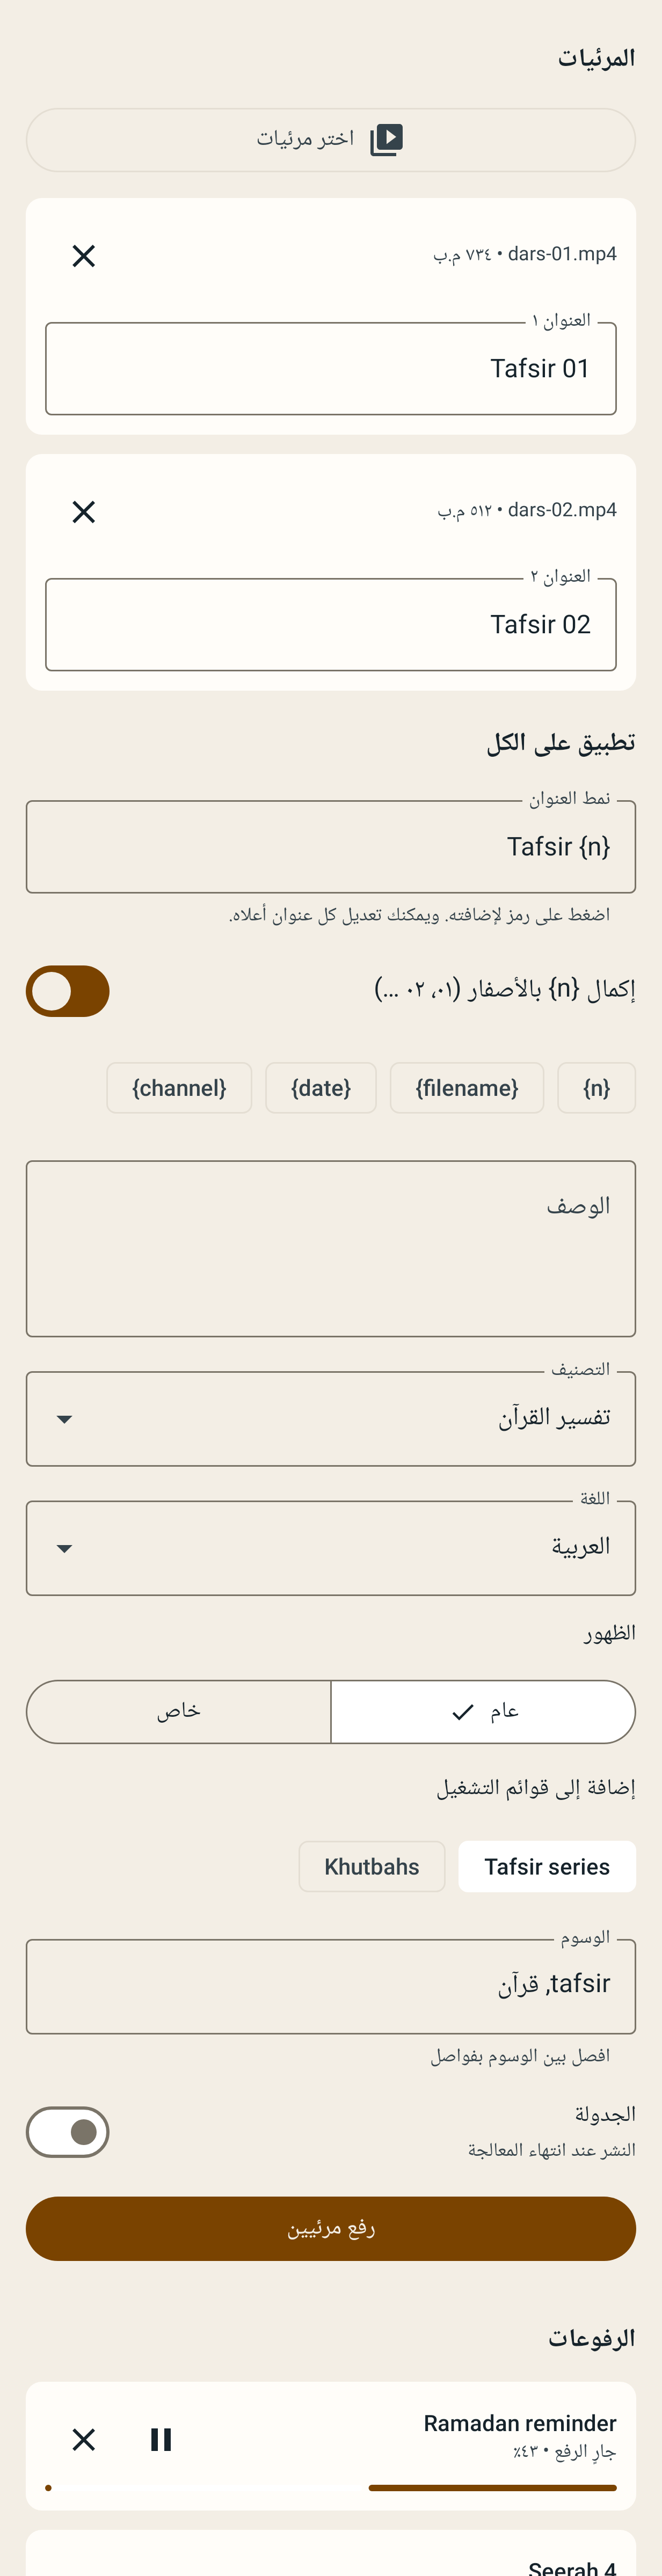 المرئيات
اختر مرئيات
dars-01.mp4 • ٧٣٤ م.ب
العنوان ١
Tafsir 01
dars-02.mp4 • ٥١٢ م.ب
العنوان ٢
Tafsir 02
تطبيق على الكل
نمط العنوان
Tafsir {n}
اضغط على رمز لإضافته. ويمكنك تعديل كل عنوان أعلاه.
إكمال {n} بالأصفار (٠١، ٠٢ ...)
{n} {filename} {date} {channel}
الوصف
التصنيف
تفسير القرآن
اللغة
العربية
الظهور
عام خاص
إضافة إلى قوائم التشغيل
Tafsir series Khutbahs
الوسوم
tafsir, قرآن
افصل بين الوسوم بفواصل
الجدولة
النشر عند انتهاء المعالجة
رفع مرئيين
الرفوعات
Ramadan reminder
جارٍ الرفع • ٤٣٪
Seerah 4